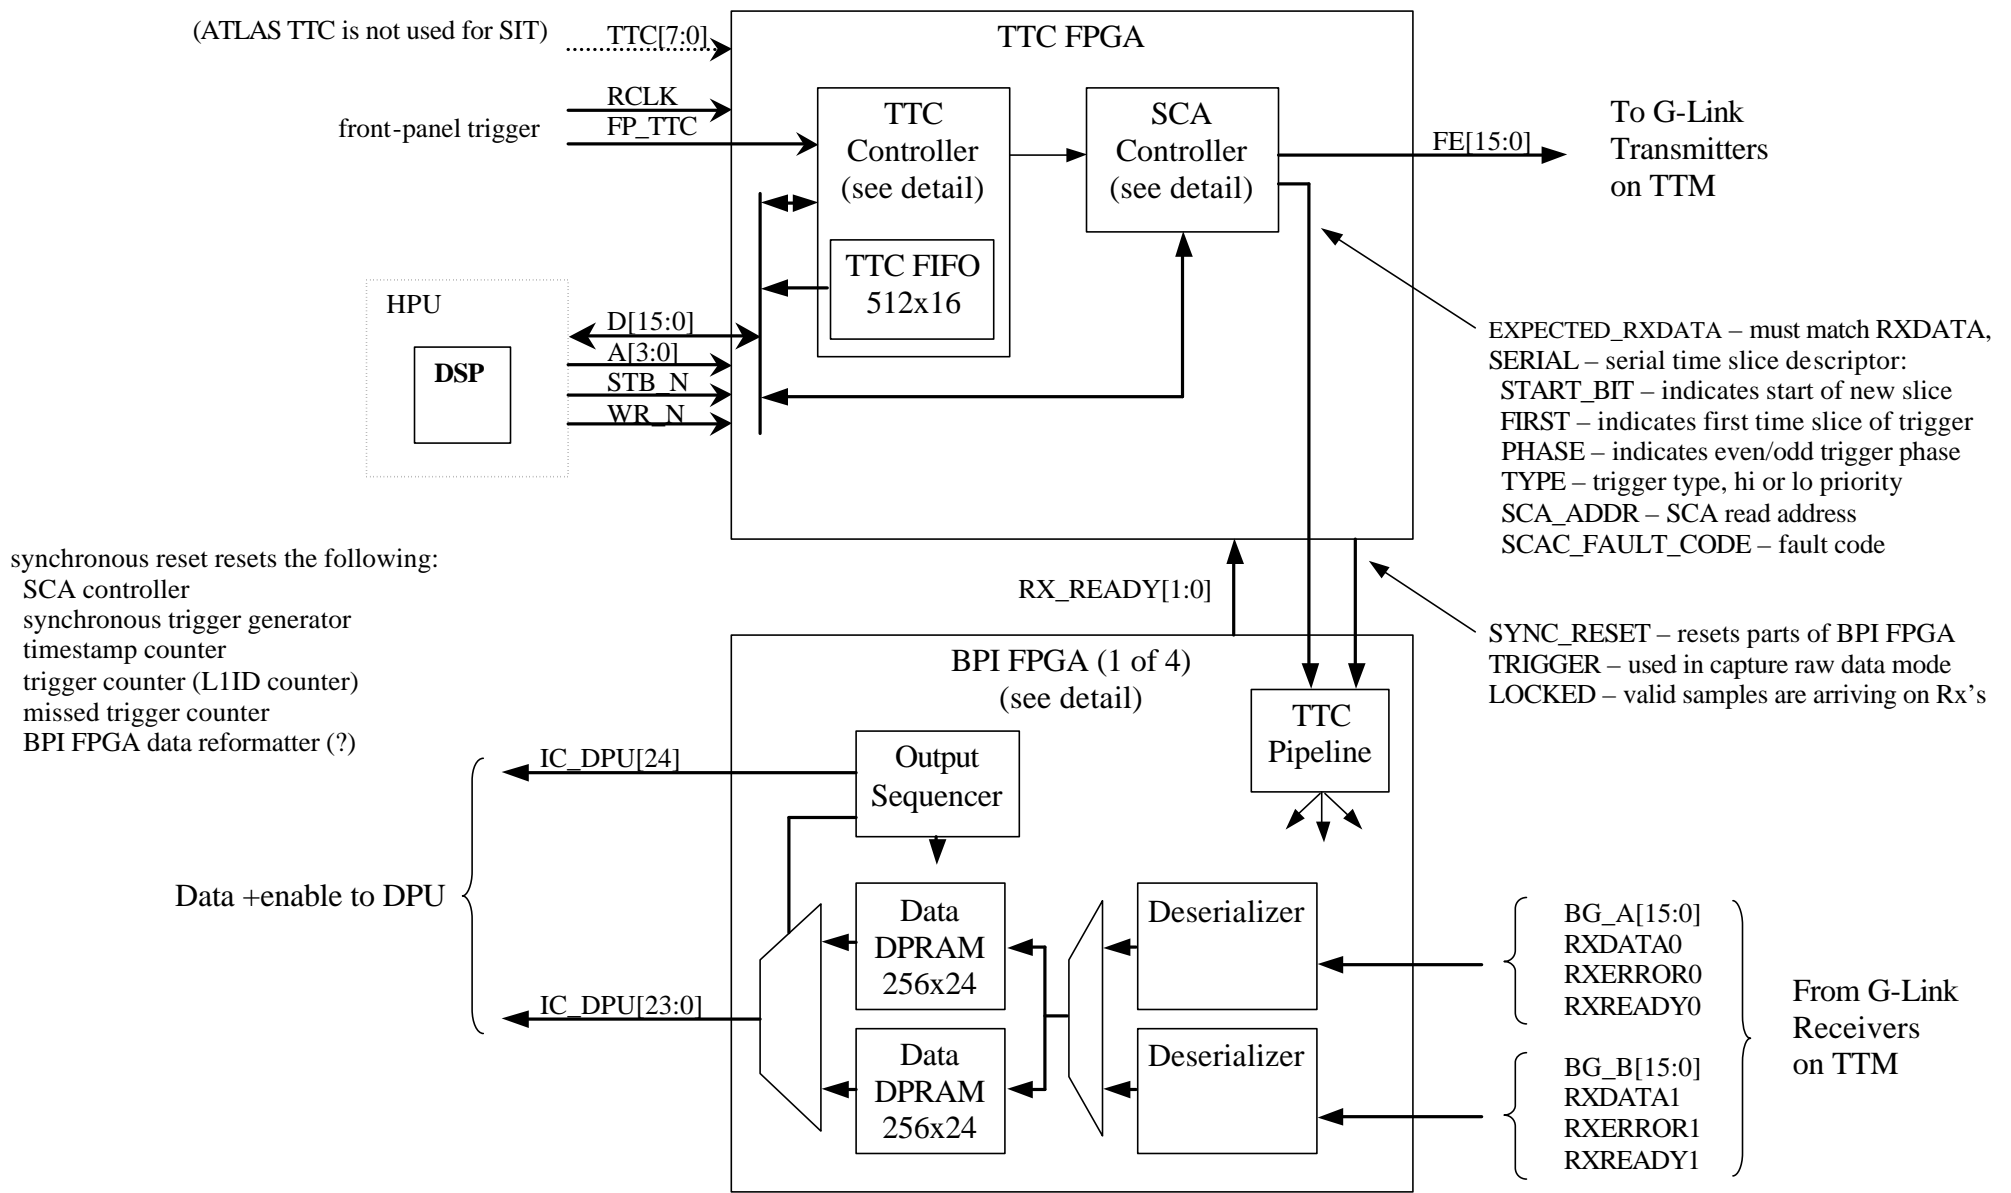 (ATLAS TTC is not used for SIT)
TTC[7:0]
TTC FPGA
RCLK
front-panel trigger
FP_TTC
TTC
Controller
(see detail)
SCA
Controller
(see detail)
FE[15:0]
To G-Link
Transmitters
on TTM
TTC FIFO
512x16
HPU
DSP
D[15:0]
A[3:0]
STB_N
WR_N
EXPECTED_RXDATA – must match RXDATA,
SERIAL – serial time slice descriptor:
START_BIT – indicates start of new slice
FIRST – indicates first time slice of trigger
PHASE – indicates even/odd trigger phase
TYPE – trigger type, hi or lo priority
SCA_ADDR – SCA read address
SCAC_FAULT_CODE – fault code
synchronous reset resets the following:
SCA controller
synchronous trigger generator
timestamp counter
trigger counter (L1ID counter)
missed trigger counter
BPI FPGA data reformatter (?)
RX_READY[1:0]
SYNC_RESET – resets parts of BPI FPGA
TRIGGER – used in capture raw data mode
LOCKED – valid samples are arriving on Rx's
BPI FPGA (1 of 4)
(see detail)
TTC
Pipeline
IC_DPU[24]
Output
Sequencer
Data +enable to DPU
IC_DPU[23:0]
Data
DPRAM
256x24
Data
DPRAM
256x24
Deserializer
Deserializer
BG_A[15:0]
RXDATA0
RXERROR0
RXREADY0
BG_B[15:0]
RXDATA1
RXERROR1
RXREADY1
From G-Link
Receivers
on TTM